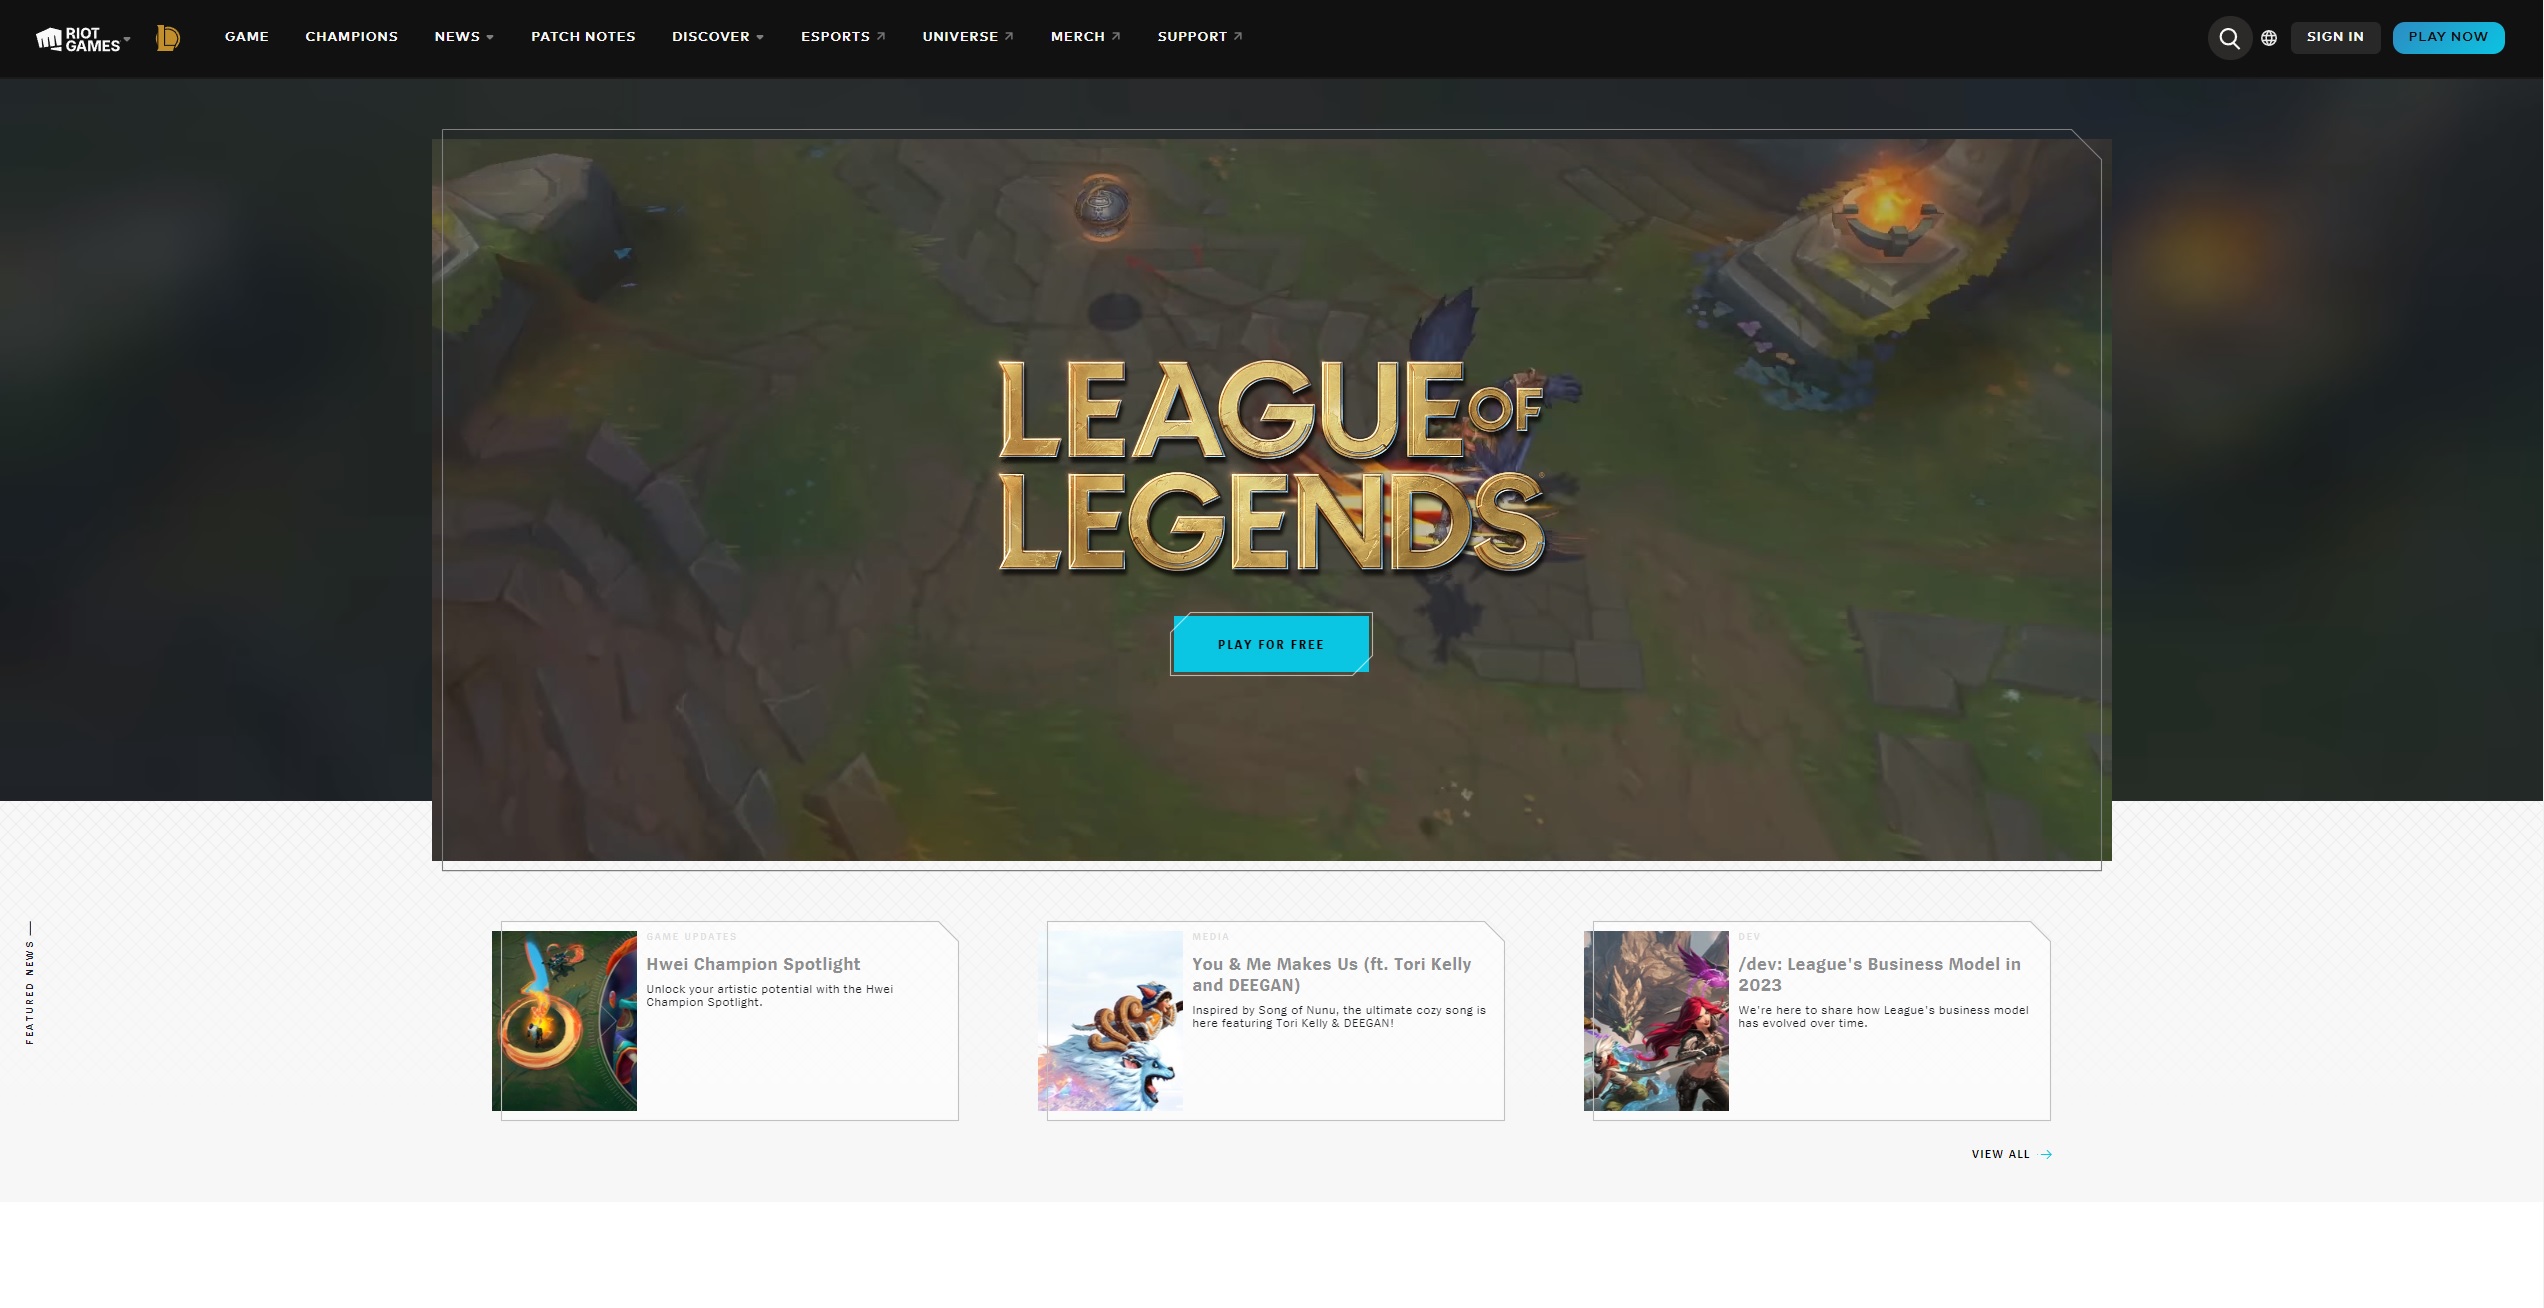 RIOT GAMES
GAME
CHAMPIONS
NEWS
PATCH NOTES
DISCOVER
ESPORTS
UNIVERSE
MERCH
SUPPORT
SIGN IN
PLAY NOW
LEAGUE OF
LEGENDS
PLAY FOR FREE
FEATURED NEWS
GAME UPDATES
Hwei Champion Spotlight
Unlock your artistic potential with the Hwei
Champion Spotlight.
MEDIA
You & Me Makes Us (ft. Tori Kelly
and DEEGAN)
Inspired by Song of Nunu, the ultimate cozy song is
here featuring Tori Kelly & DEEGAN!
DEV
/dev: League's Business Model in
2023
We're here to share how League's business model
has evolved over time.
VIEW ALL